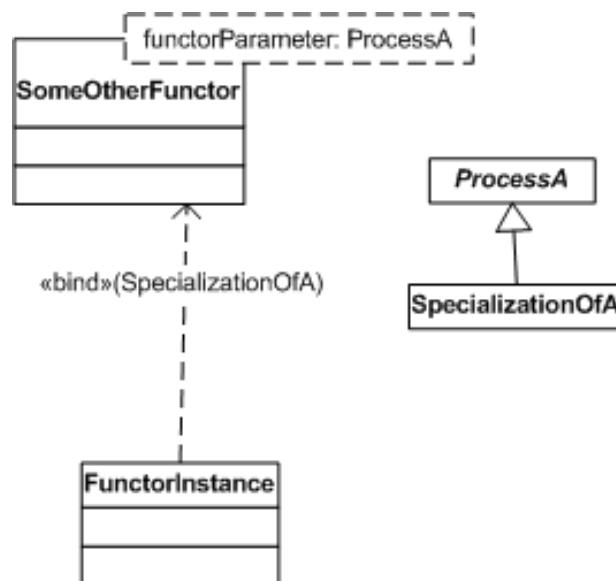 functorParameter: ProcessA
SomeOtherFunctor
ProcessA
«bind»(SpecializationOfA)
SpecializationOfA
FunctorInstance